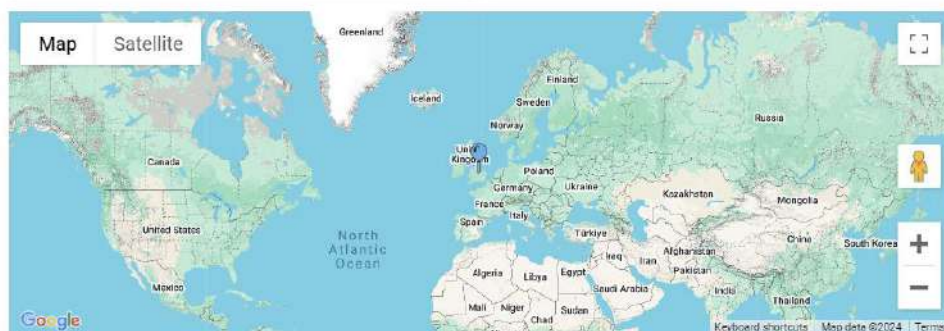 Map Satellite
Greenland
Iceland
Finland
Sweden
Norway
Russia
United
Kingdom
Canada
Poland
Germany
Ukraine
Kazakhstan
Mongolia
France
Italy
Spain
Türkiye
United States
North
Atlantic
Ocean
China
South Korea
Afghanistan
Iraq
Iran
Pakistan
Algeria
Libya
Egypt
Saudi Arabia
India
Mexico
Mali
Niger
Sudan
Chad
Thailand
Google
Keyboard shortcuts Map data ©2024 Terms